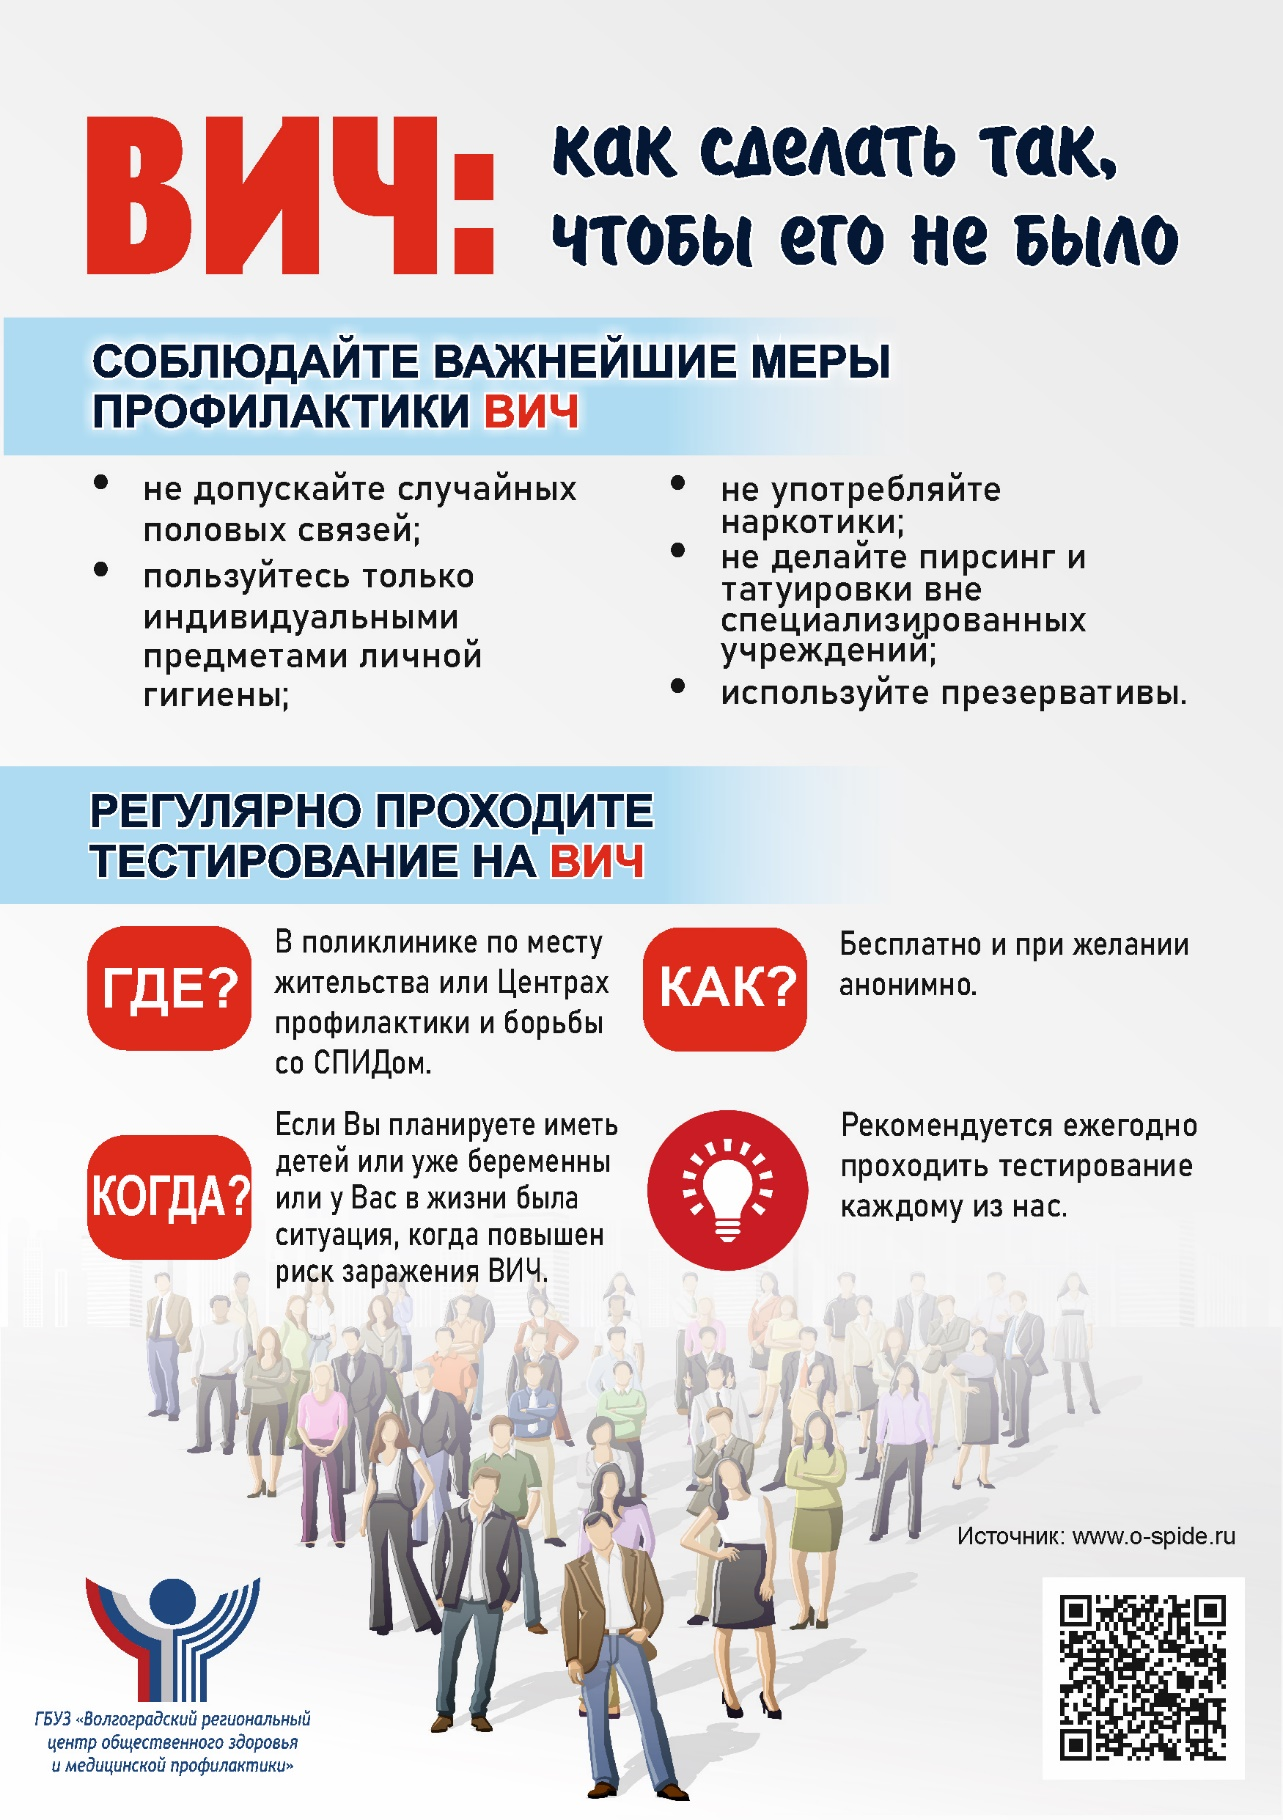 ВИЧ:
как сделать так,
чтобы его не было
СОБЛЮДАЙТЕ ВАЖНЕЙШИЕ МЕРЫ
ПРОФИЛАКТИКИ ВИЧ
• не допускайте случайных
половых связей;
• пользуйтесь только
индивидуальными
предметами личной
гигиены;
• не употребляйте
наркотики;
• не делайте пирсинг и
татуировки вне
специализированных
учреждений;
• используйте презервативы.
РЕГУЛЯРНО ПРОХОДИТЕ
ТЕСТИРОВАНИЕ НА ВИЧ
ГДЕ?
В поликлинике по месту
жительства или Центрах
профилактики и борьбы
со СПИДом.
КАК?
Бесплатно и при желании
анонимно.
КОГДА?
Если Вы планируете иметь
детей или уже беременны
или у Вас в жизни была
ситуация, когда повышен
риск заражения ВИЧ.
Рекомендуется ежегодно
проходить тестирование
каждому из нас.
Источник: www.o-spide.ru
ГБУЗ «Волгоградский региональный
центр общественного здоровья
и медицинской профилактики»